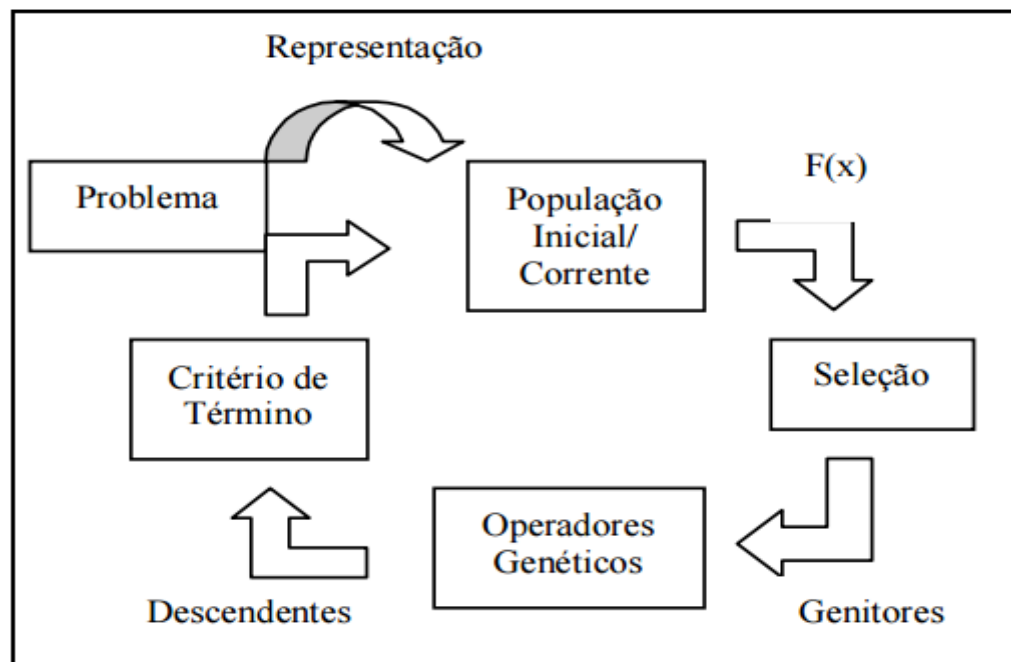 Representação
Problema
População
Inicial/
Corrente
F(x)
Seleção
Critério de
Término
Operadores
Genéticos
Descendentes
Genitores